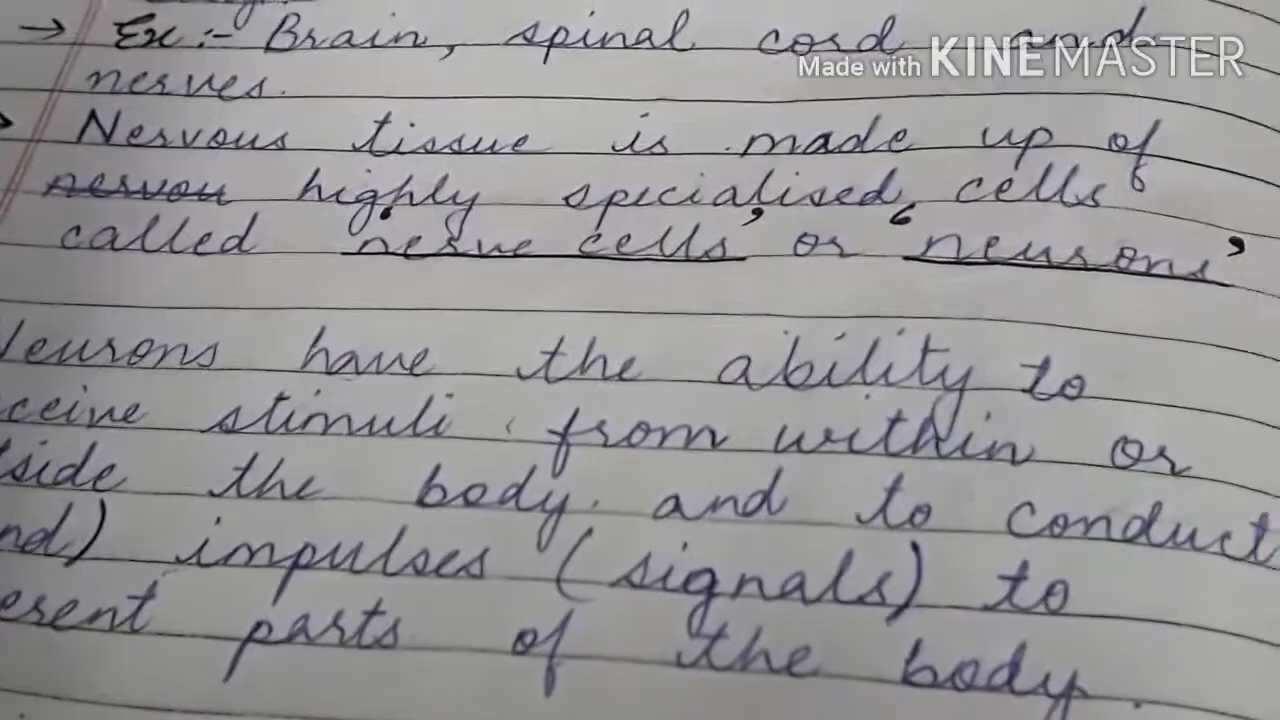 → Ex :- Brain, spinal cord and
Made with KINEMASTER
nerves.
Nervous tissue is made up of
nervou highly specialised cells
called 'nerve cells' or 'neurons'
Neurons have the ability to
ceive stimuli from within or
side the body and to conduct
nd) impulses (signals) to
erent parts of the body.